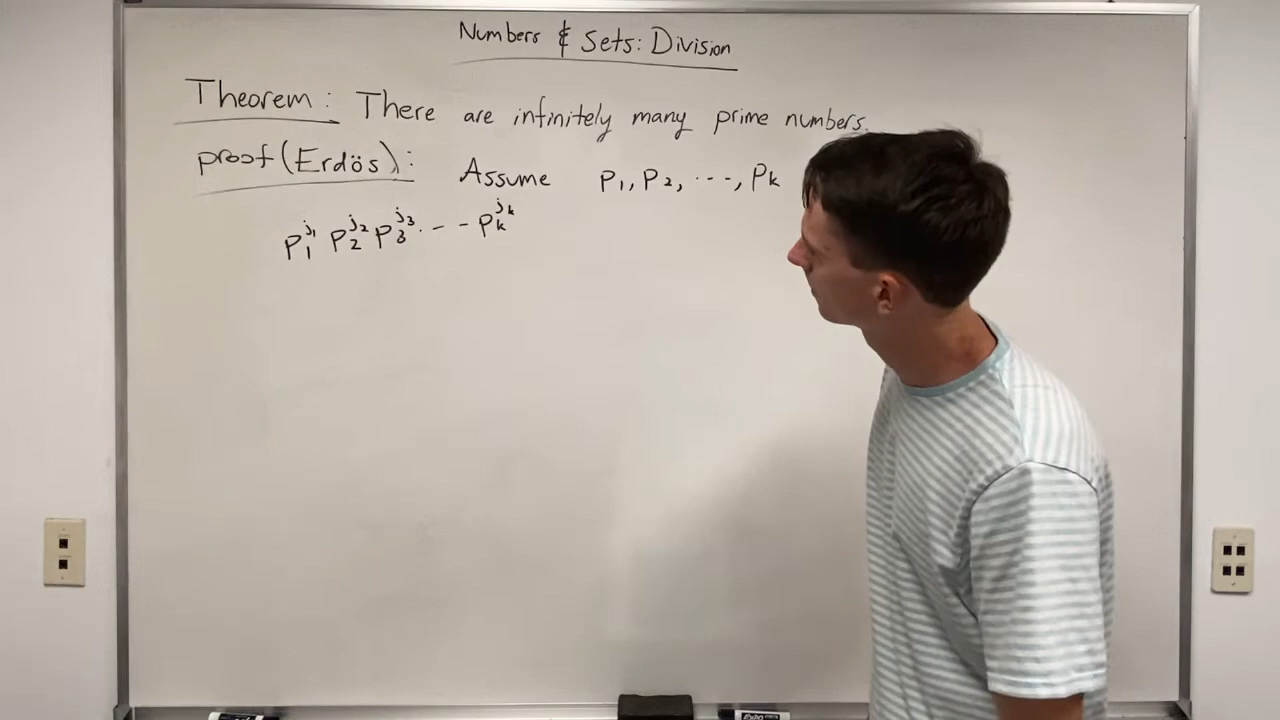 Numbers & Sets: Division
Theorem: There are infinitely many prime numbers.
proof (Erdös): Assume p₁, p₂, ..., pₖ
p₁^j₁ p₂^j₂ p₃^j₃ · - - pₖ^jₖ
EXPO